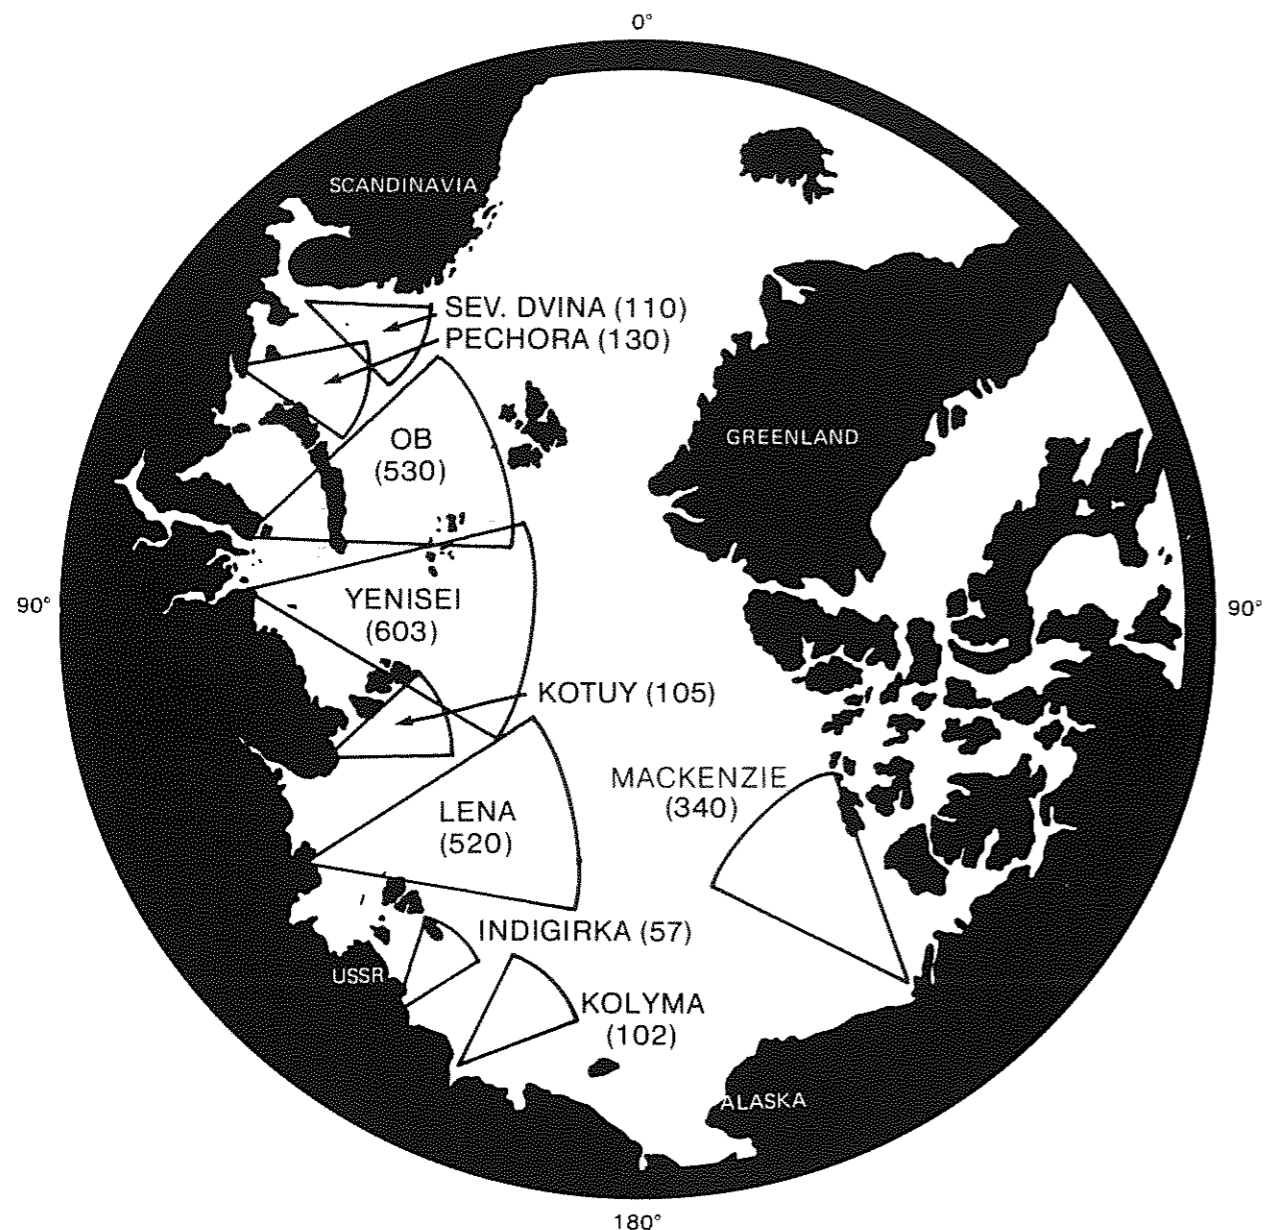 0°
SCANDINAVIA
SEV. DVINA (110)
PECHORA (130)
OB
(530)
GREENLAND
90°
YENISEI
(603)
90°
KOTUY (105)
MACKENZIE
(340)
LENA
(520)
INDIGIRKA (57)
USSR
KOLYMA
(102)
ALASKA
180°